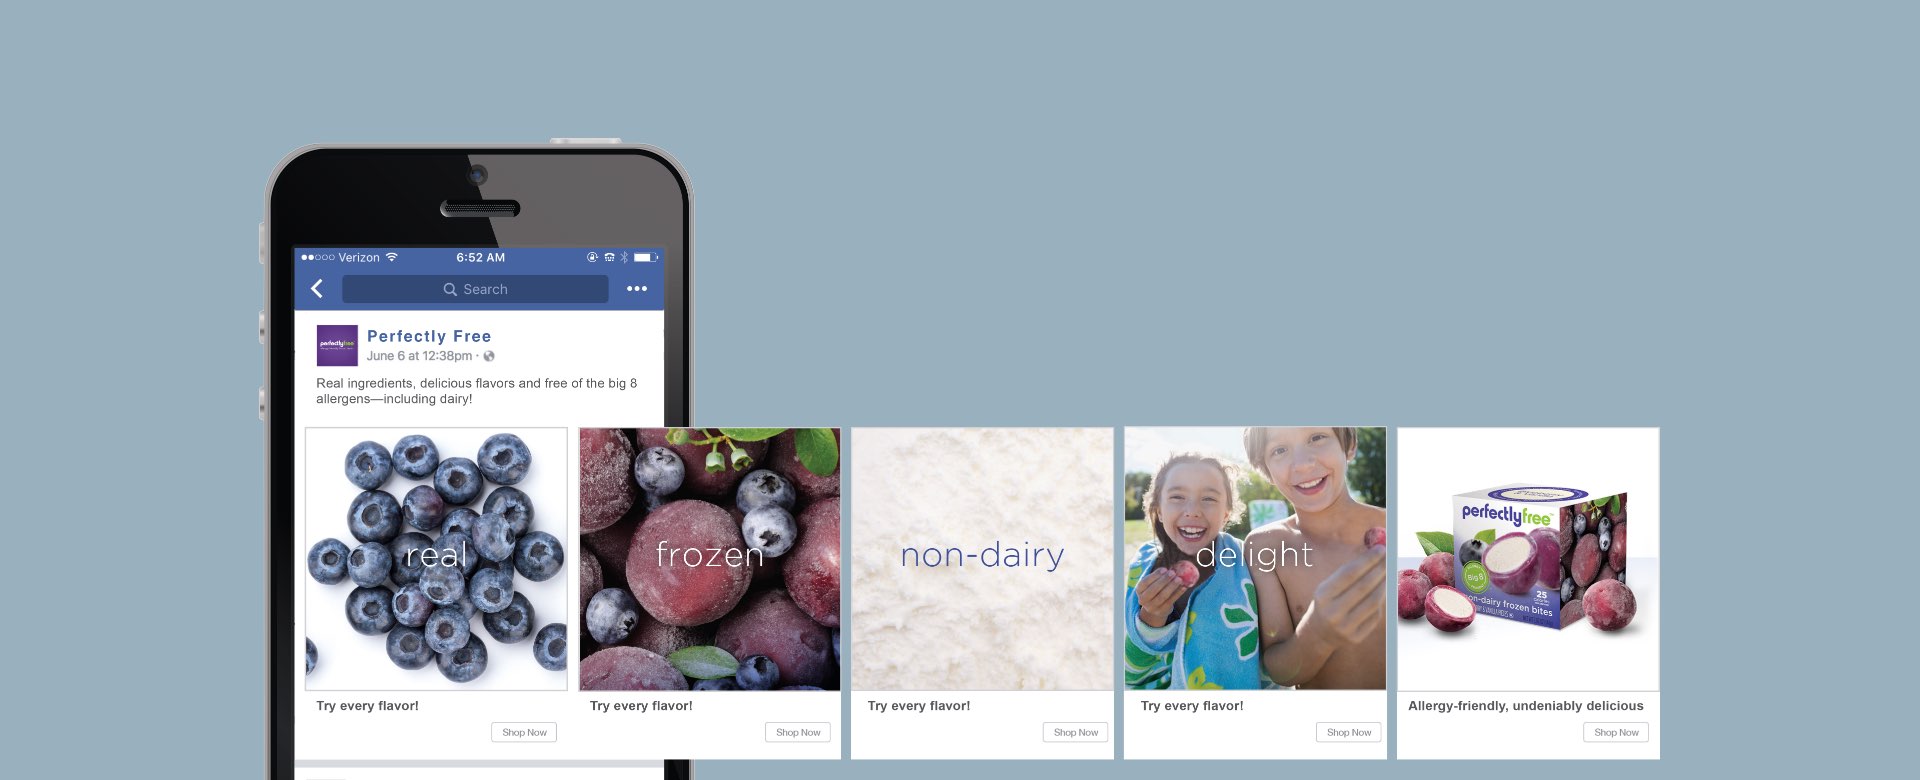 Verizon
6:52 AM
Search
perfectlyfree
Perfectly Free
June 6 at 12:38pm ·
Real ingredients, delicious flavors and free of the big 8
allergens—including dairy!
real
frozen
non-dairy
delight
perfectlyfree
Big 8
25
non-dairy frozen bites
Try every flavor!
Shop Now
Try every flavor!
Shop Now
Try every flavor!
Shop Now
Try every flavor!
Shop Now
Allergy-friendly, undeniably delicious
Shop Now